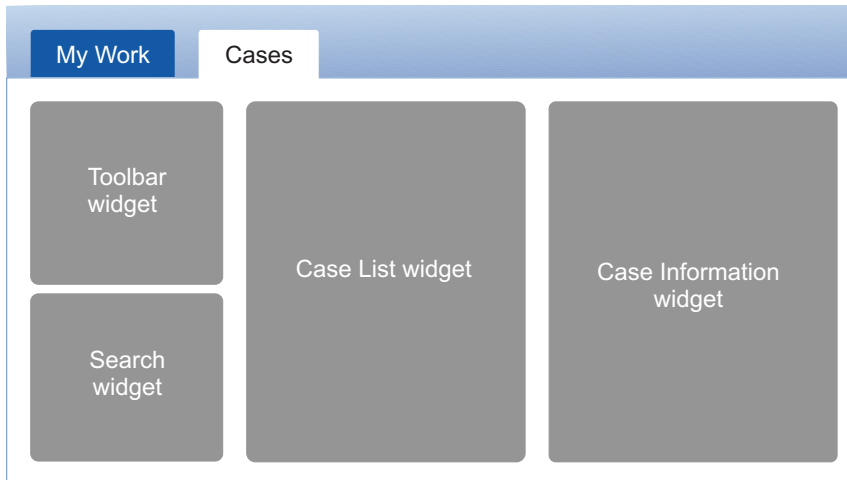 My Work
Cases
Toolbar
widget
Search
widget
Case List widget
Case Information
widget